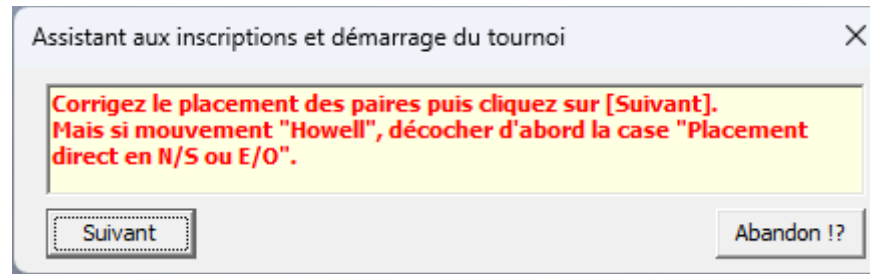 Assistant aux inscriptions et démarrage du tournoi
Corrigez le placement des paires puis cliquez sur [Suivant].
Mais si mouvement "Howell", décocher d'abord la case "Placement
direct en N/S ou E/O".
Suivant
Abandon !?